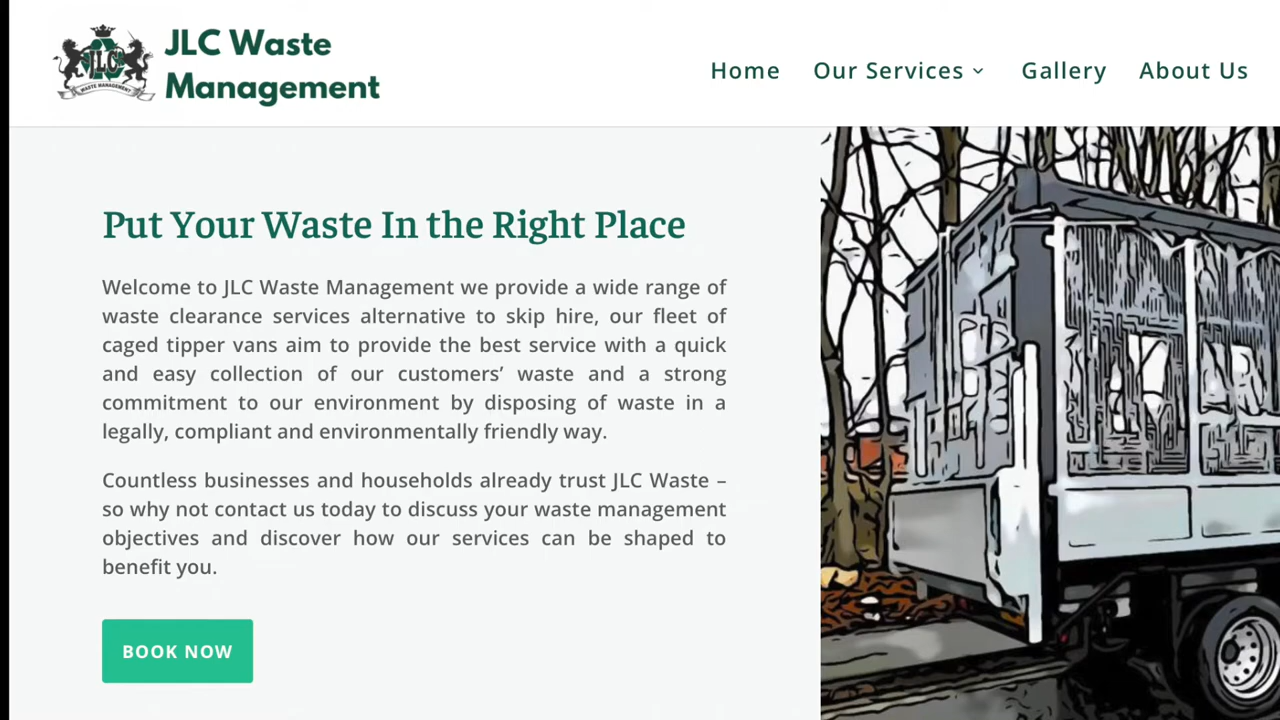 JLC
WASTE MANAGEMENT
JLC Waste
Management
Home Our Services Gallery About Us
Put Your Waste In the Right Place
Welcome to JLC Waste Management we provide a wide range of
waste clearance services alternative to skip hire, our fleet of
caged tipper vans aim to provide the best service with a quick
and easy collection of our customers’ waste and a strong
commitment to our environment by disposing of waste in a
legally, compliant and environmentally friendly way.
Countless businesses and households already trust JLC Waste –
so why not contact us today to discuss your waste management
objectives and discover how our services can be shaped to
benefit you.
BOOK NOW